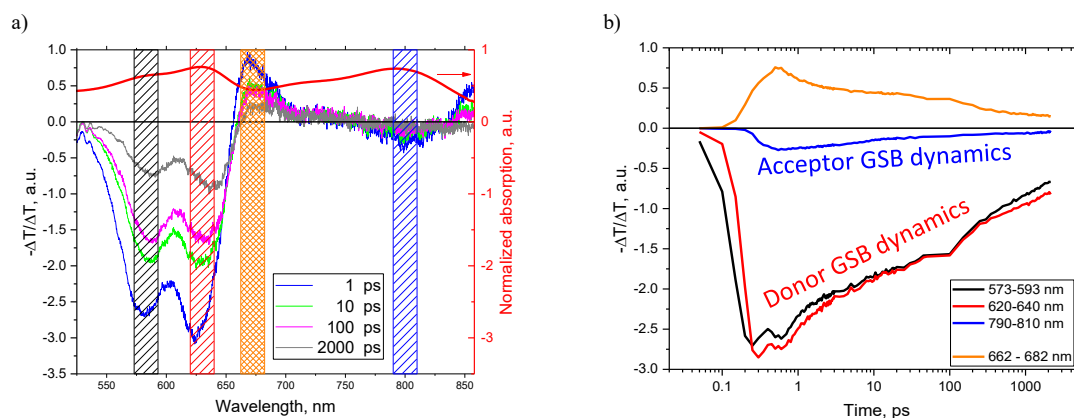 a)
-ΔT/ΔT, a.u.
1.0
0.5
0.0
-0.5
-1.0
-1.5
-2.0
-2.5
-3.0
-3.5
550
600
650
700
750
800
850
Wavelength, nm
1
0
-1
-2
-3
Normalized absorption, a.u.
1 ps
10 ps
100 ps
2000 ps
b)
-ΔT/ΔT, a.u.
1.0
0.5
0.0
-0.5
-1.0
-1.5
-2.0
-2.5
-3.0
0.1
1
10
100
1000
Time, ps
Acceptor GSB dynamics
Donor GSB dynamics
573-593 nm
620-640 nm
790-810 nm
662 - 682 nm